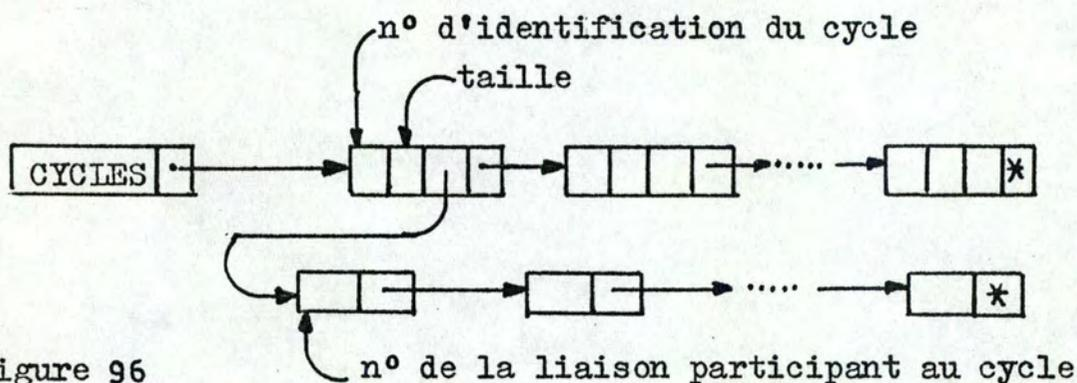 n° d'identification du cycle
taille
CYCLES
*
*
igure 96
n° de la liaison participant au cycle